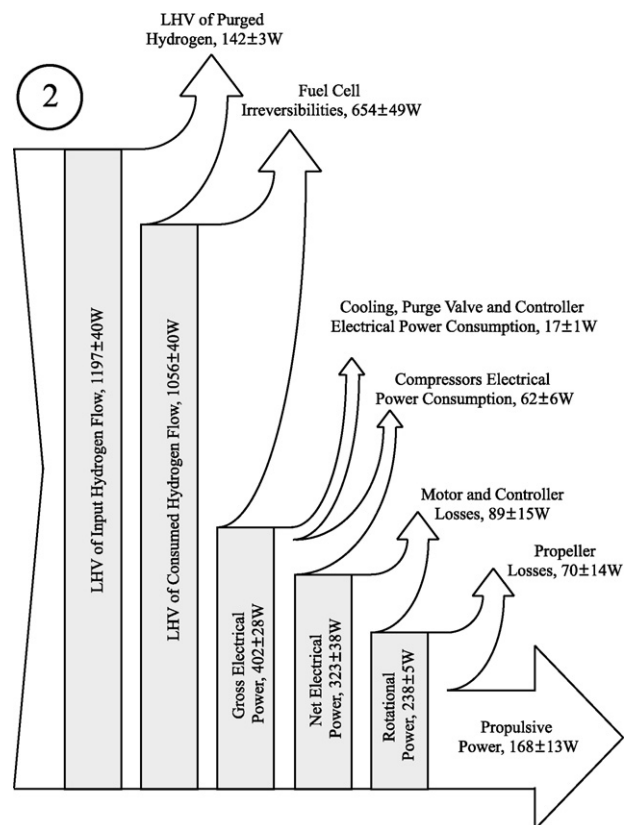 LHV of Purged
Hydrogen, 142±3W
2
Fuel Cell
Irreversibilities, 654±49W
Cooling, Purge Valve and Controller
Electrical Power Consumption, 17±1W
Compressors Electrical
Power Consumption, 62±6W
Motor and Controller
Losses, 89±15W
Propeller
Losses, 70±14W
LHV of Input Hydrogen Flow, 1197±40W
LHV of Consumed Hydrogen Flow, 1056±40W
Gross Electrical
Power, 402±28W
Net Electrical
Power, 323±38W
Rotational
Power, 238±5W
Propulsive
Power, 168±13W